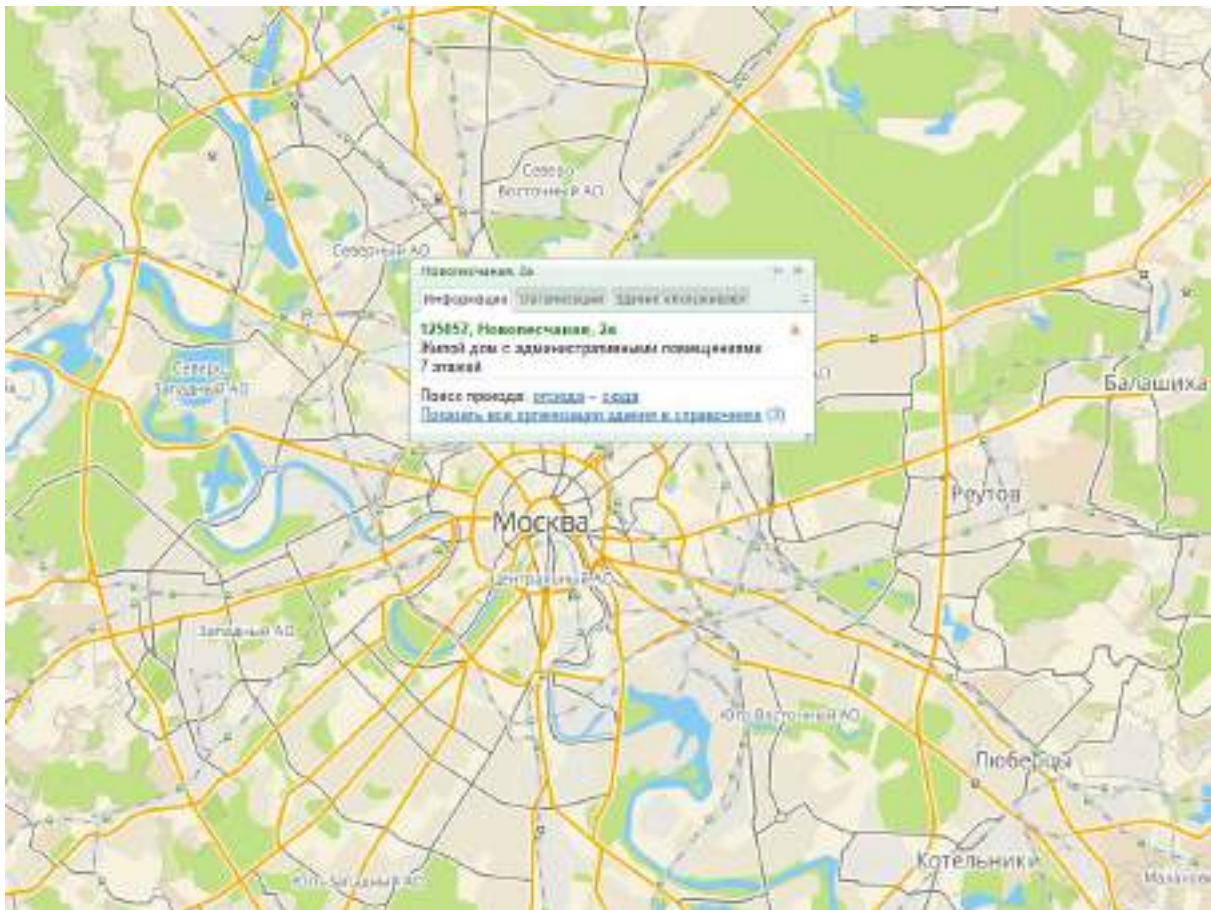 Северо-
Восточный АО
Северный АО
Новопесчаная, 2а
Информация Организации Здание обслуживают
125057, Новопесчаная, 2а
Жилой дом с административными помещениями
7 этажей
Поиск проезда: отсюда – сюда
Показать все организации здания в справочнике (3)
Северо-
Западный АО
АО
Балашиха
Реутов
Москва
Центральный АО
Западный АО
Юго-Восточный АО
Люберцы
Котельники
Юго-Западный АО